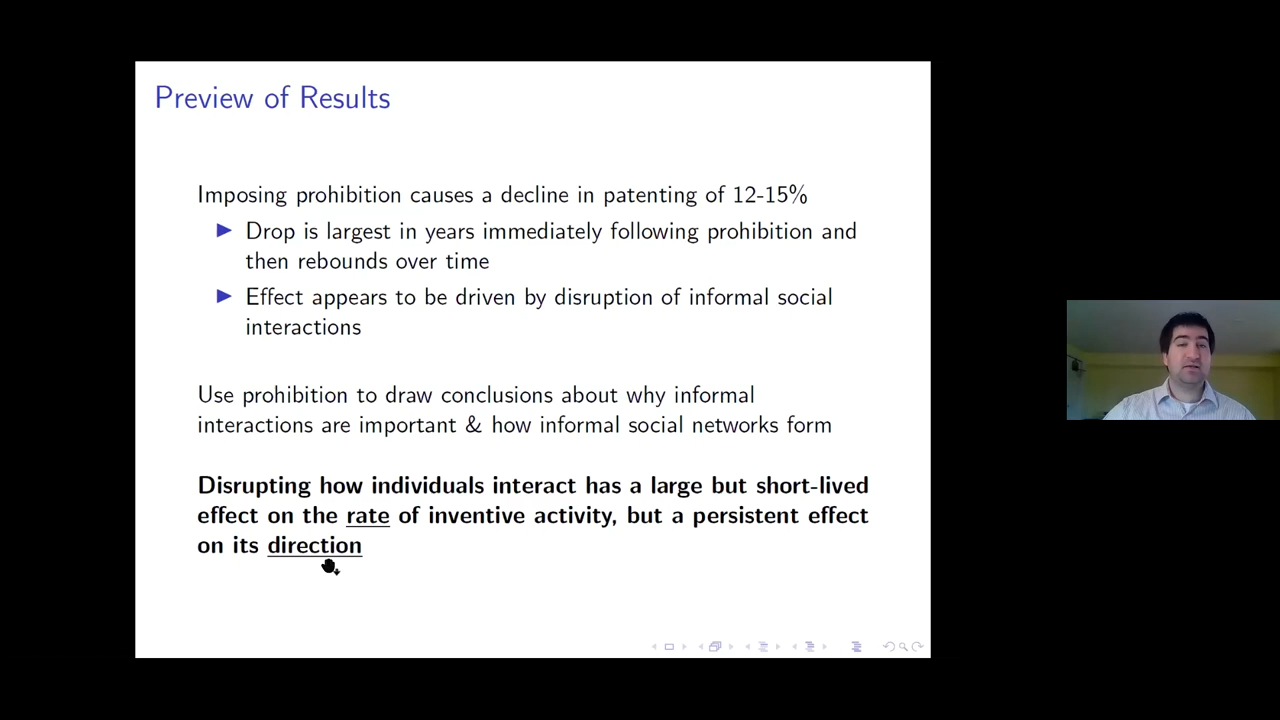 Preview of Results
Imposing prohibition causes a decline in patenting of 12-15%
Drop is largest in years immediately following prohibition and
then rebounds over time
Effect appears to be driven by disruption of informal social
interactions
Use prohibition to draw conclusions about why informal
interactions are important & how informal social networks form
Disrupting how individuals interact has a large but short-lived
effect on the rate of inventive activity, but a persistent effect
on its direction